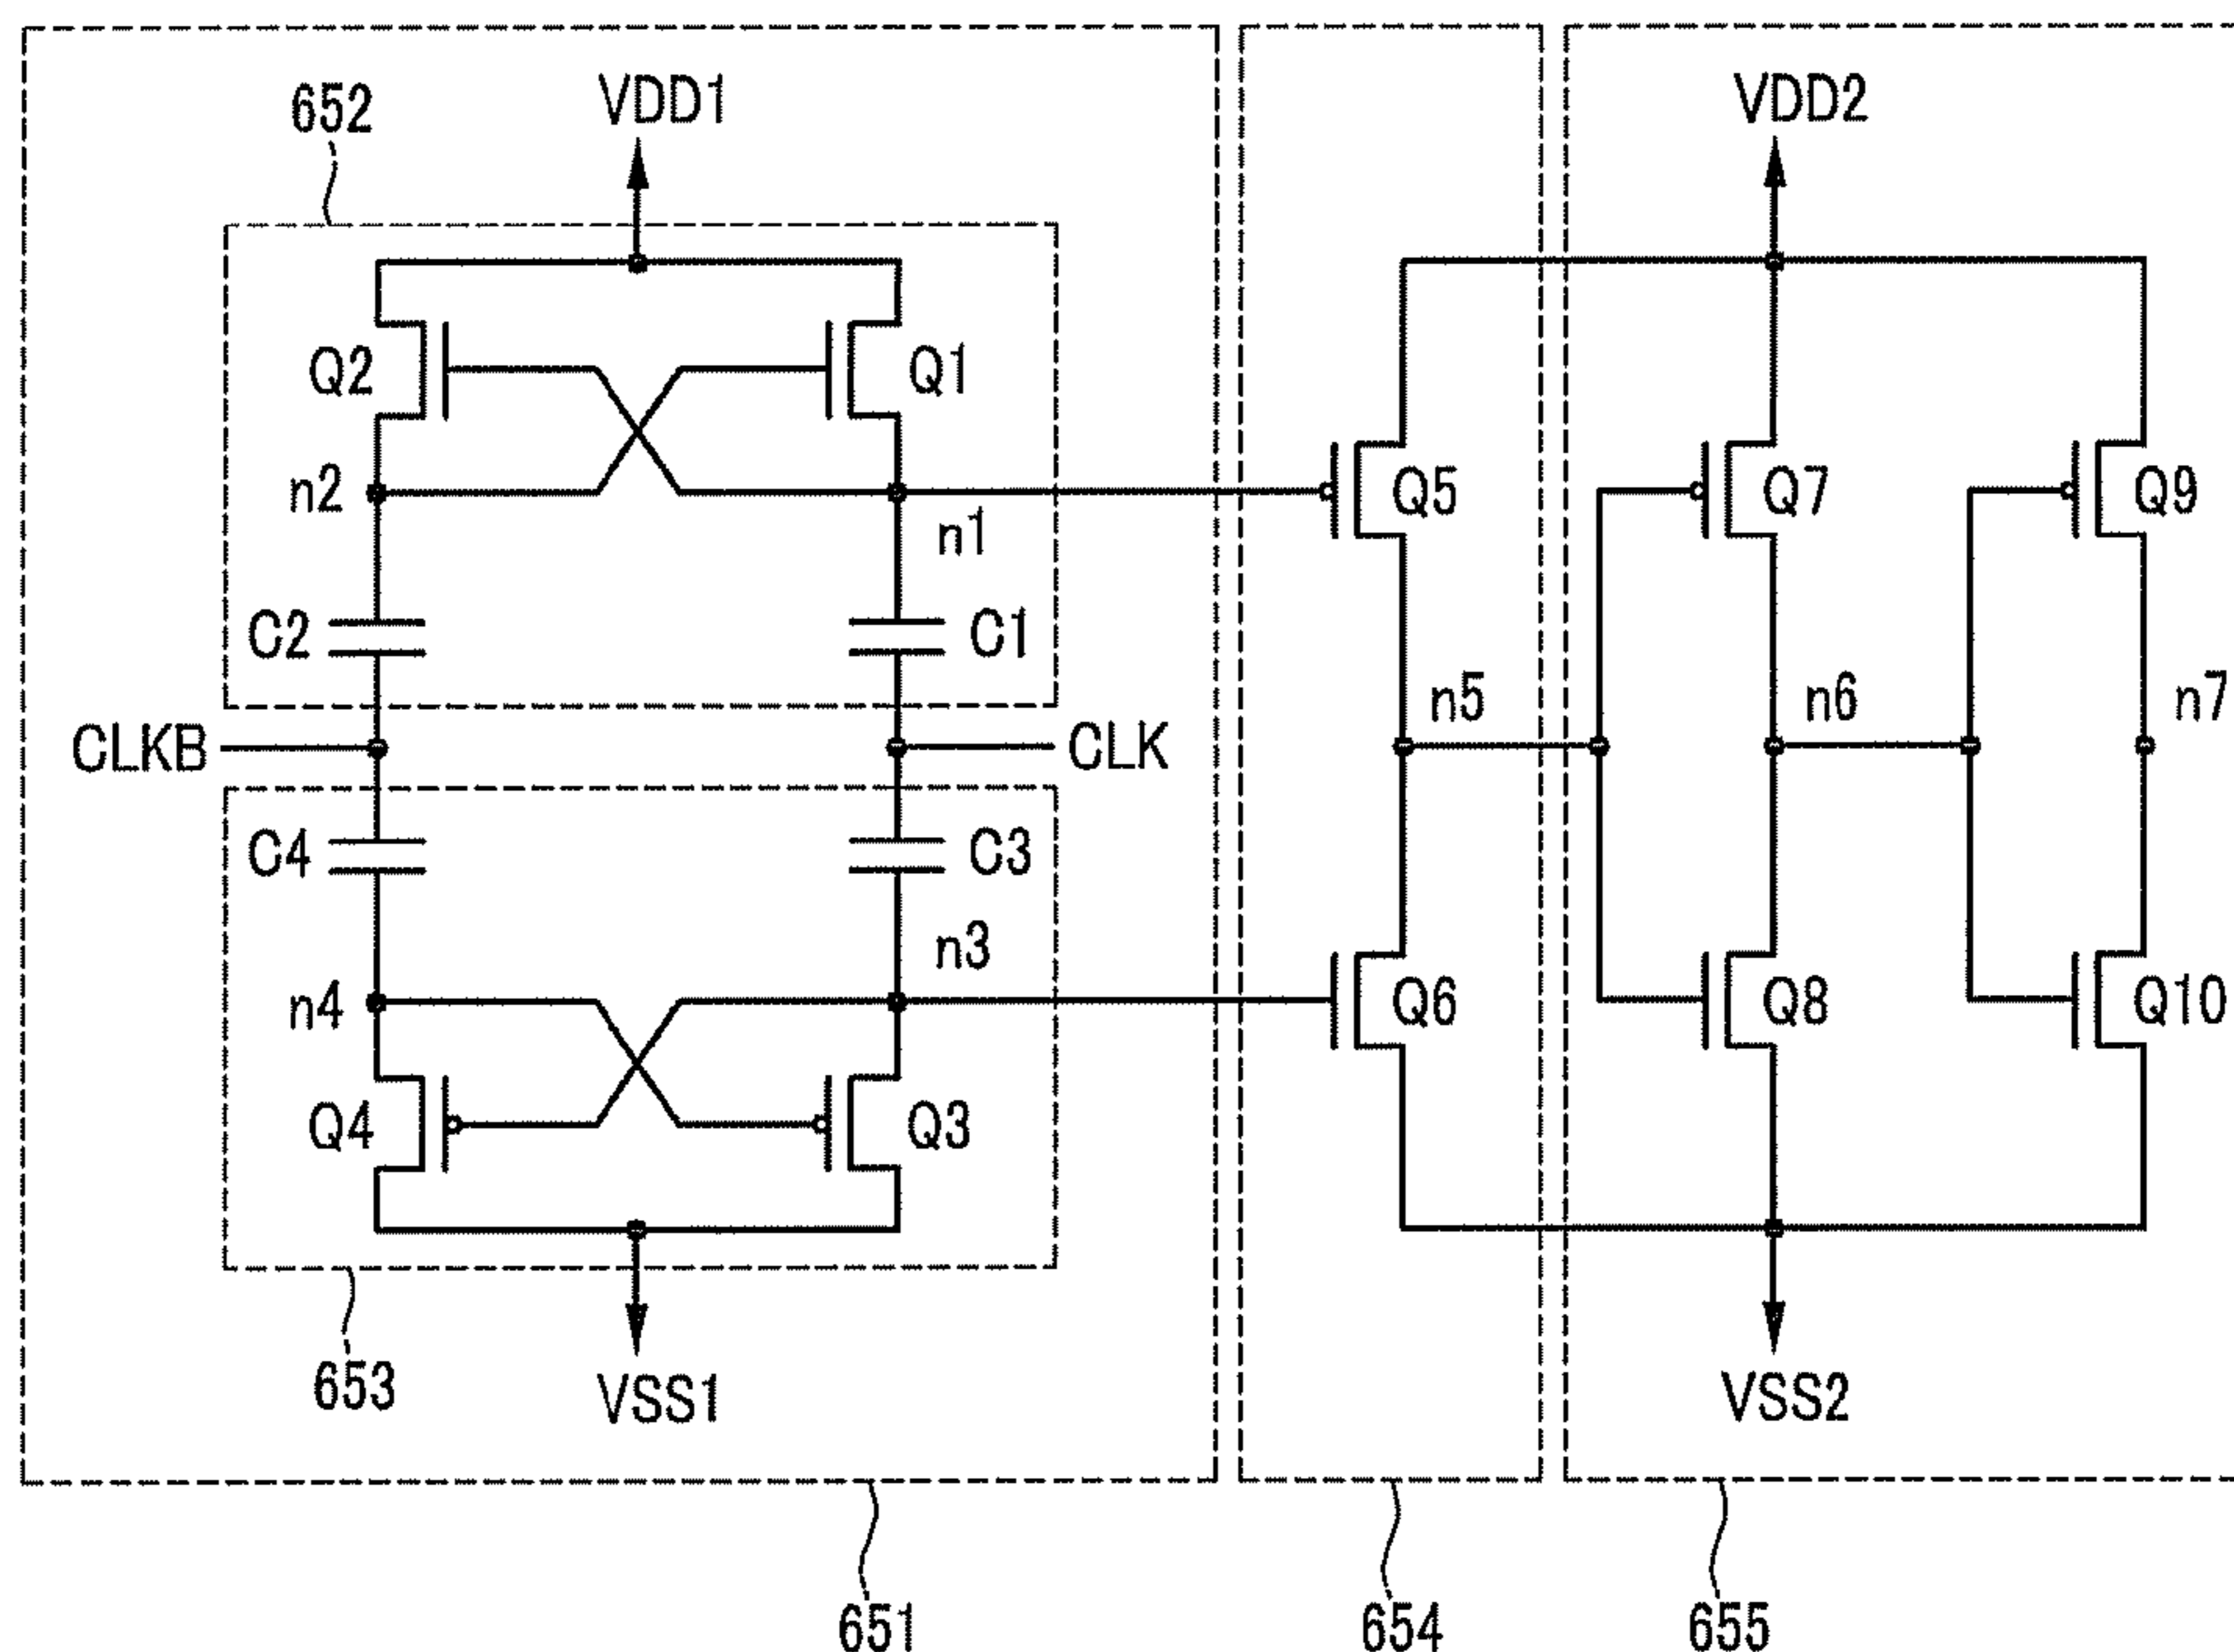 VDD1
VDD2
652
Q2
Q1
n2
n1
Q5
Q7
Q9
C2
C1
n5
n6
n7
CLKB
CLK
C4
C3
n4
n3
Q6
Q8
Q10
Q4
Q3
653
VSS1
VSS2
651
654
655